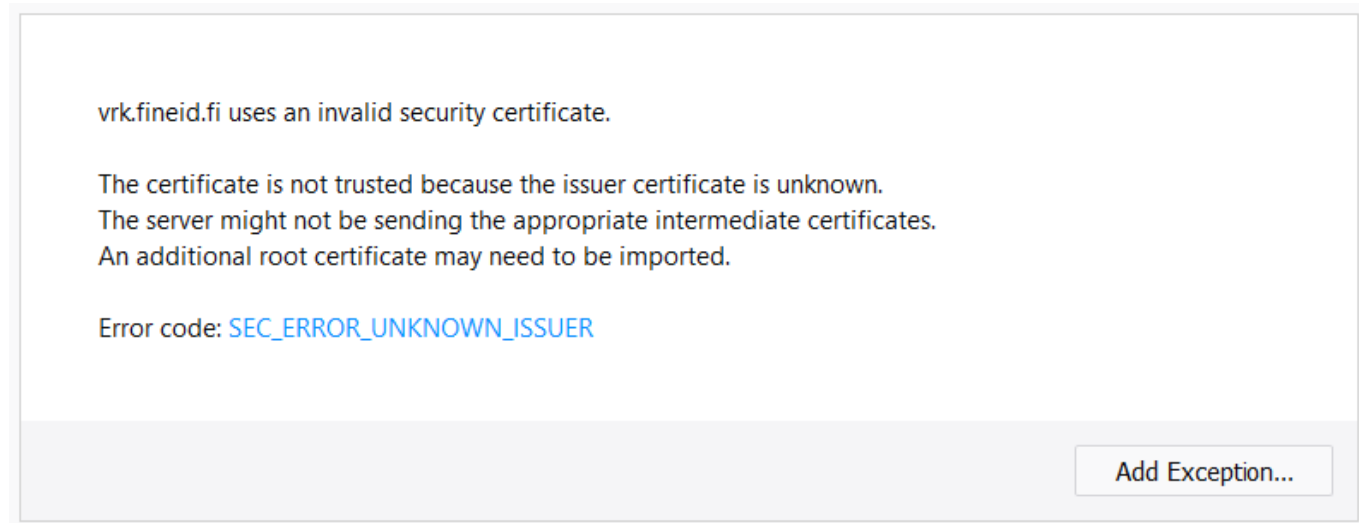 vrk.fineid.fi uses an invalid security certificate.
The certificate is not trusted because the issuer certificate is unknown.
The server might not be sending the appropriate intermediate certificates.
An additional root certificate may need to be imported.
Error code: SEC_ERROR_UNKNOWN_ISSUER
Add Exception...